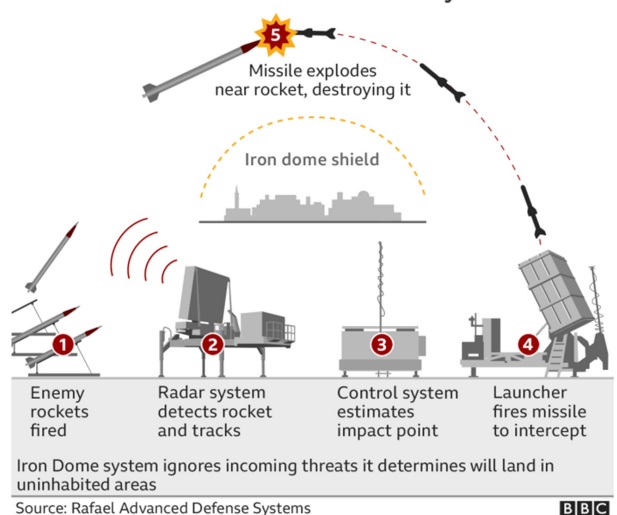 5
Missile explodes
near rocket, destroying it
Iron dome shield
1
2
3
4
Enemy
rockets
fired
Radar system
detects rocket
and tracks
Control system
estimates
impact point
Launcher
fires missile
to intercept
Iron Dome system ignores incoming threats it determines will land in
uninhabited areas
Source: Rafael Advanced Defense Systems
BBC